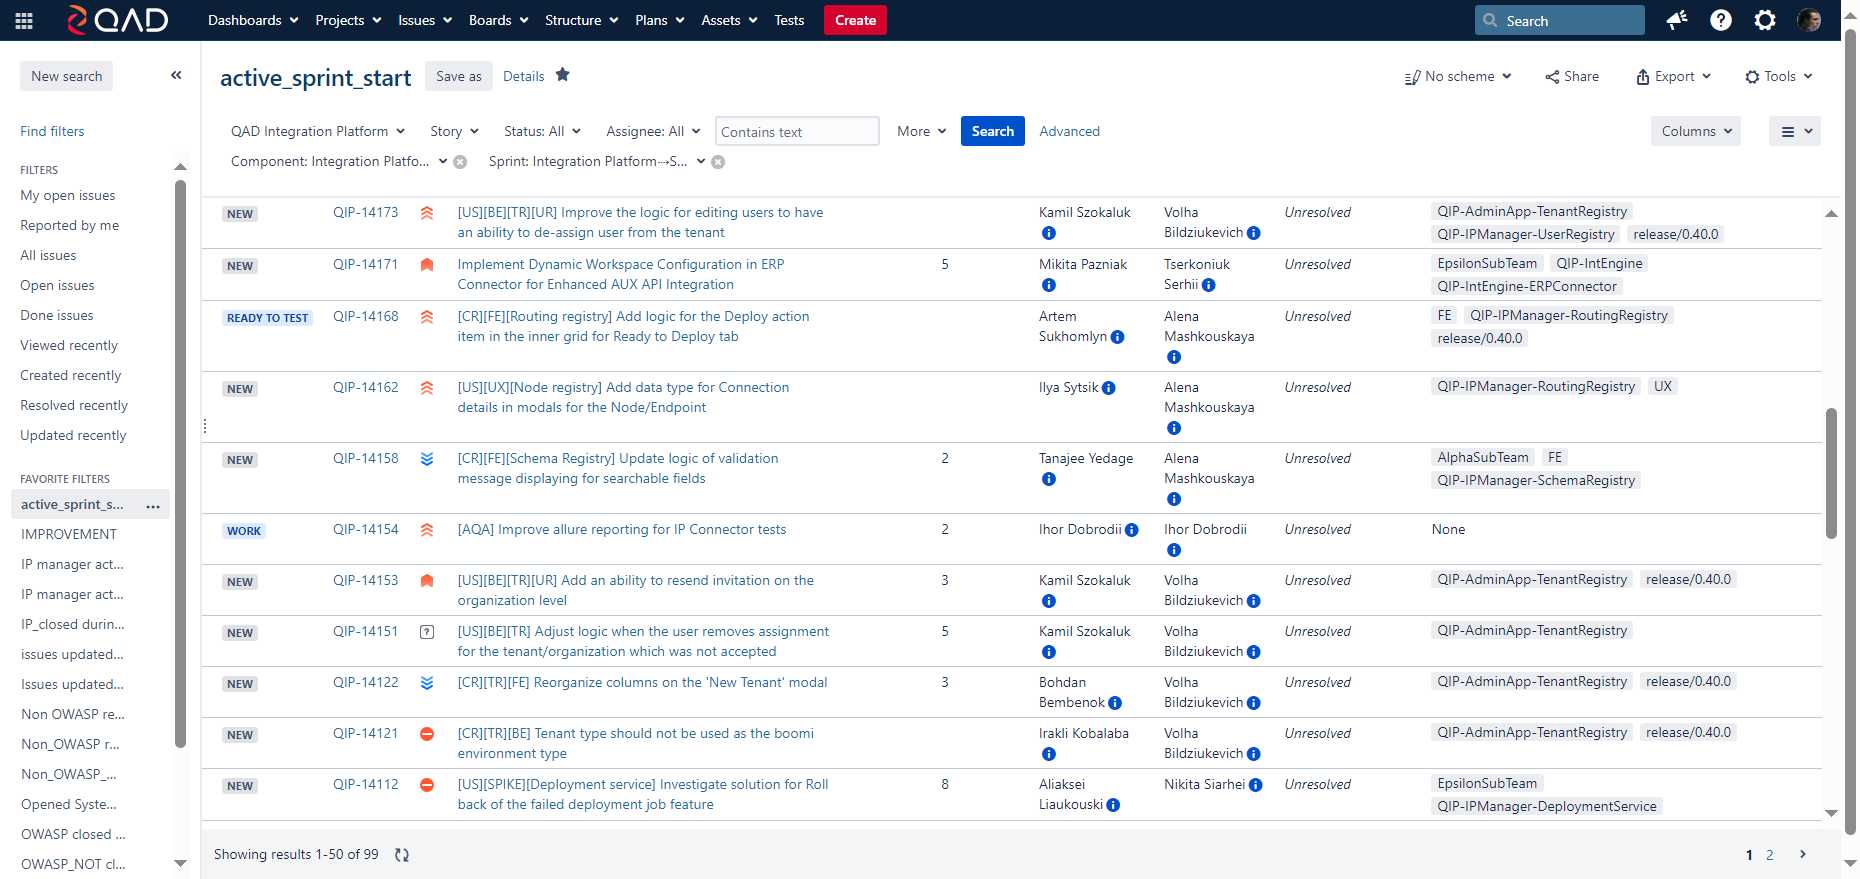 QAD Dashboards Projects Issues Boards Structure Plans Assets Tests Create Search
New search
active_sprint_start Save as Details No scheme Share Export Tools
Find filters
QAD Integration Platform Story Status: All Assignee: All Contains text More Search Advanced Columns
Component: Integration Platfo... Sprint: Integration Platform→S...
FILTERS
My open issues
Reported by me
All issues
Open issues
Done issues
Viewed recently
Created recently
Resolved recently
Updated recently
FAVORITE FILTERS
active_sprint_s... ...
IMPROVEMENT
IP manager act...
IP manager act...
IP_closed durin...
issues updated...
Issues updated...
Non OWASP re...
Non_OWASP r...
Non_OWASP_...
Opened Syste...
OWASP closed ...
OWASP_NOT cl...
NEW QIP-14173 [US][BE][TR][UR] Improve the logic for editing users to have Kamil Szokaluk Volha Unresolved QIP-AdminApp-TenantRegistry
an ability to de-assign user from the tenant Bildziukevich QIP-IPManager-UserRegistry release/0.40.0
NEW QIP-14171 Implement Dynamic Workspace Configuration in ERP 5 Mikita Pazniak Tserkoniuk Unresolved EpsilonSubTeam QIP-IntEngine
Connector for Enhanced AUX API Integration Serhii QIP-IntEngine-ERPConnector
READY TO TEST QIP-14168 [CR][FE][Routing registry] Add logic for the Deploy action Artem Alena Unresolved FE QIP-IPManager-RoutingRegistry
item in the inner grid for Ready to Deploy tab Sukhomlyn Mashkouskaya release/0.40.0
NEW QIP-14162 [US][UX][Node registry] Add data type for Connection Ilya Sytsik Alena Unresolved QIP-IPManager-RoutingRegistry UX
details in modals for the Node/Endpoint Mashkouskaya
NEW QIP-14158 [CR][FE][Schema Registry] Update logic of validation 2 Tanajee Yedage Alena Unresolved AlphaSubTeam FE
message displaying for searchable fields Mashkouskaya QIP-IPManager-SchemaRegistry
WORK QIP-14154 [AQA] Improve allure reporting for IP Connector tests 2 Ihor Dobrodii Ihor Dobrodii Unresolved None
NEW QIP-14153 [US][BE][TR][UR] Add an ability to resend invitation on the 3 Kamil Szokaluk Volha Unresolved QIP-AdminApp-TenantRegistry release/0.40.0
organization level Bildziukevich
NEW QIP-14151 [US][BE][TR] Adjust logic when the user removes assignment 5 Kamil Szokaluk Volha Unresolved QIP-AdminApp-TenantRegistry
for the tenant/organization which was not accepted Bildziukevich
NEW QIP-14122 [CR][TR][FE] Reorganize columns on the 'New Tenant' modal 3 Bohdan Volha Unresolved QIP-AdminApp-TenantRegistry release/0.40.0
Bembenok Bildziukevich
NEW QIP-14121 [CR][TR][BE] Tenant type should not be used as the boomi Irakli Kobalaba Volha Unresolved QIP-AdminApp-TenantRegistry release/0.40.0
environment type Bildziukevich
NEW QIP-14112 [US][SPIKE][Deployment service] Investigate solution for Roll 8 Aliaksei Nikita Siarhei Unresolved EpsilonSubTeam
back of the failed deployment job feature Liaukouski QIP-IPManager-DeploymentService
Showing results 1-50 of 99 1 2